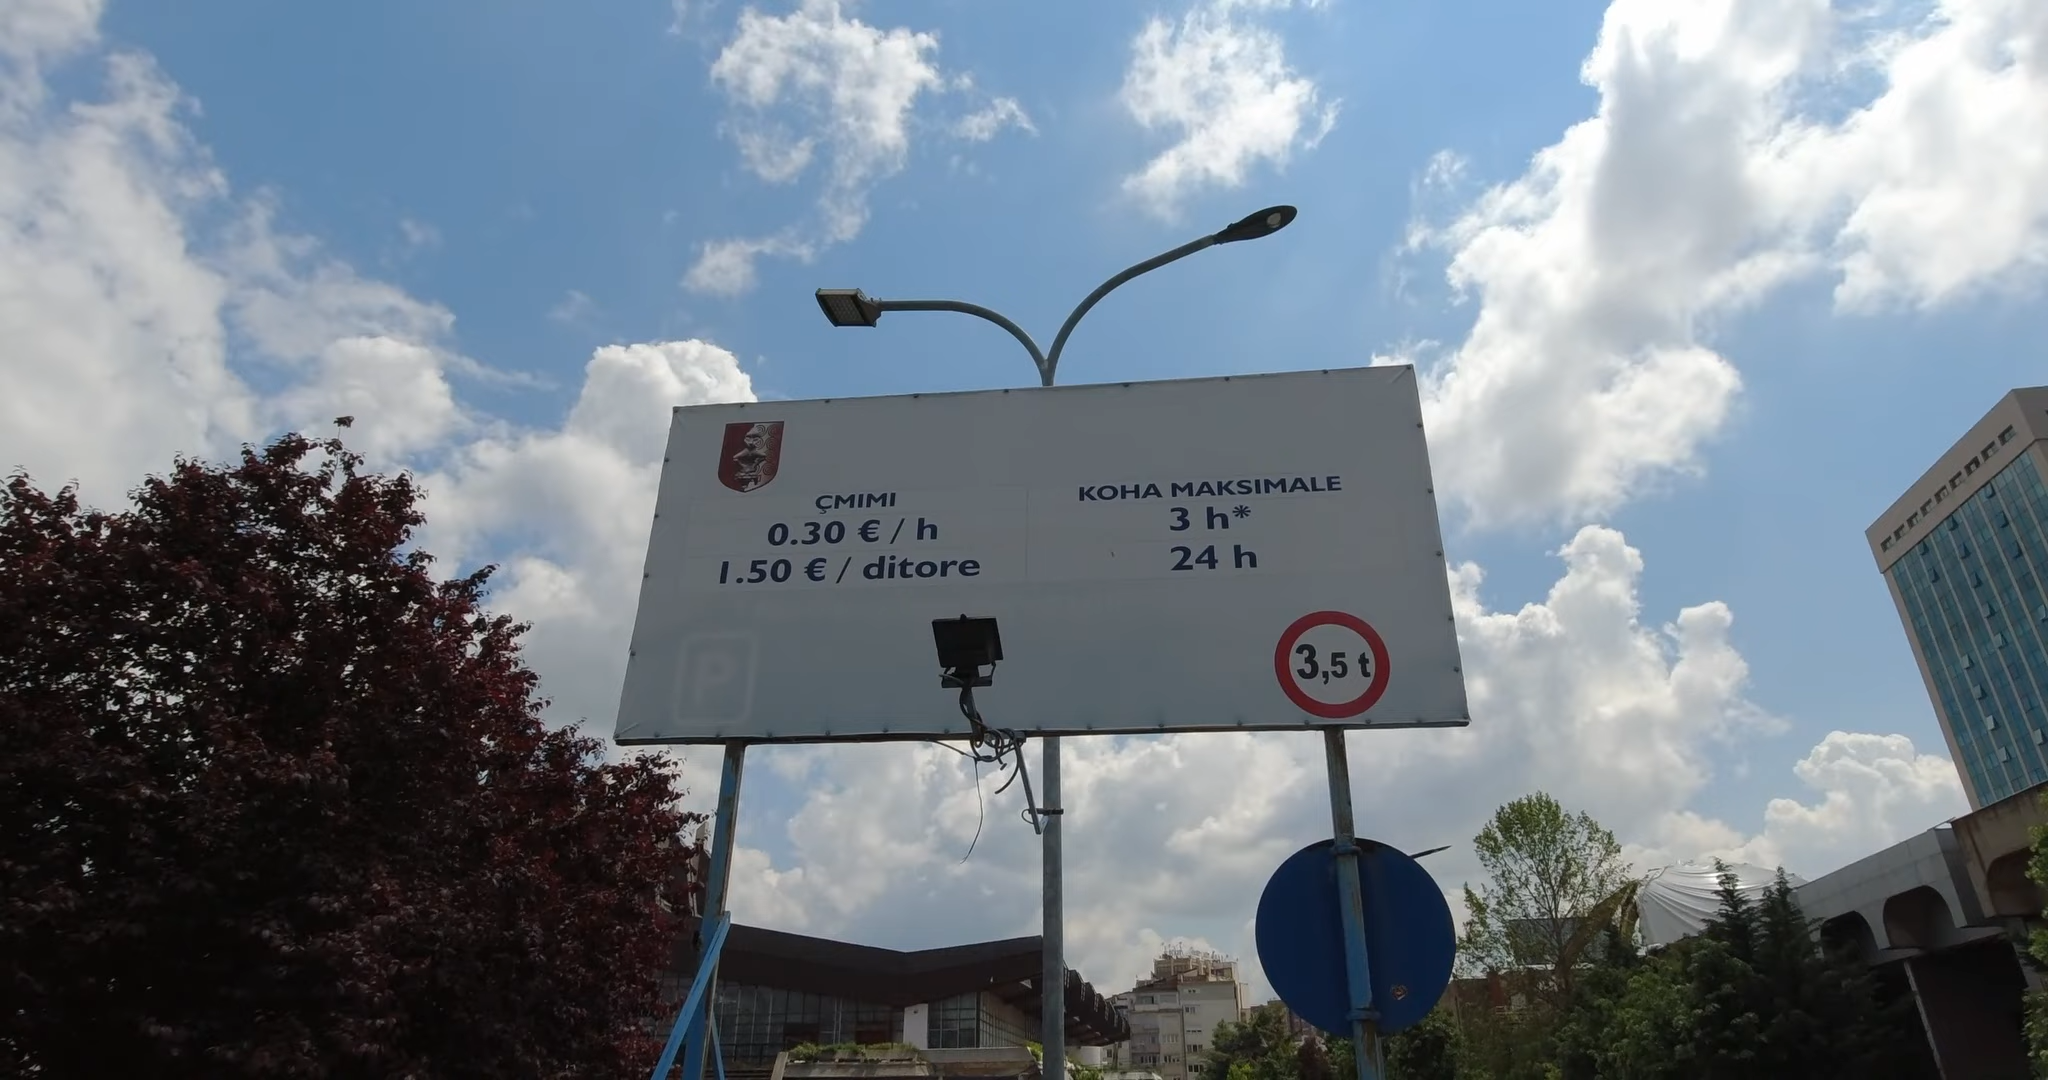 ÇMIMI
0.30 € / h
1.50 € / ditore
KOHA MAKSIMALE
3 h*
24 h
P
3,5 t